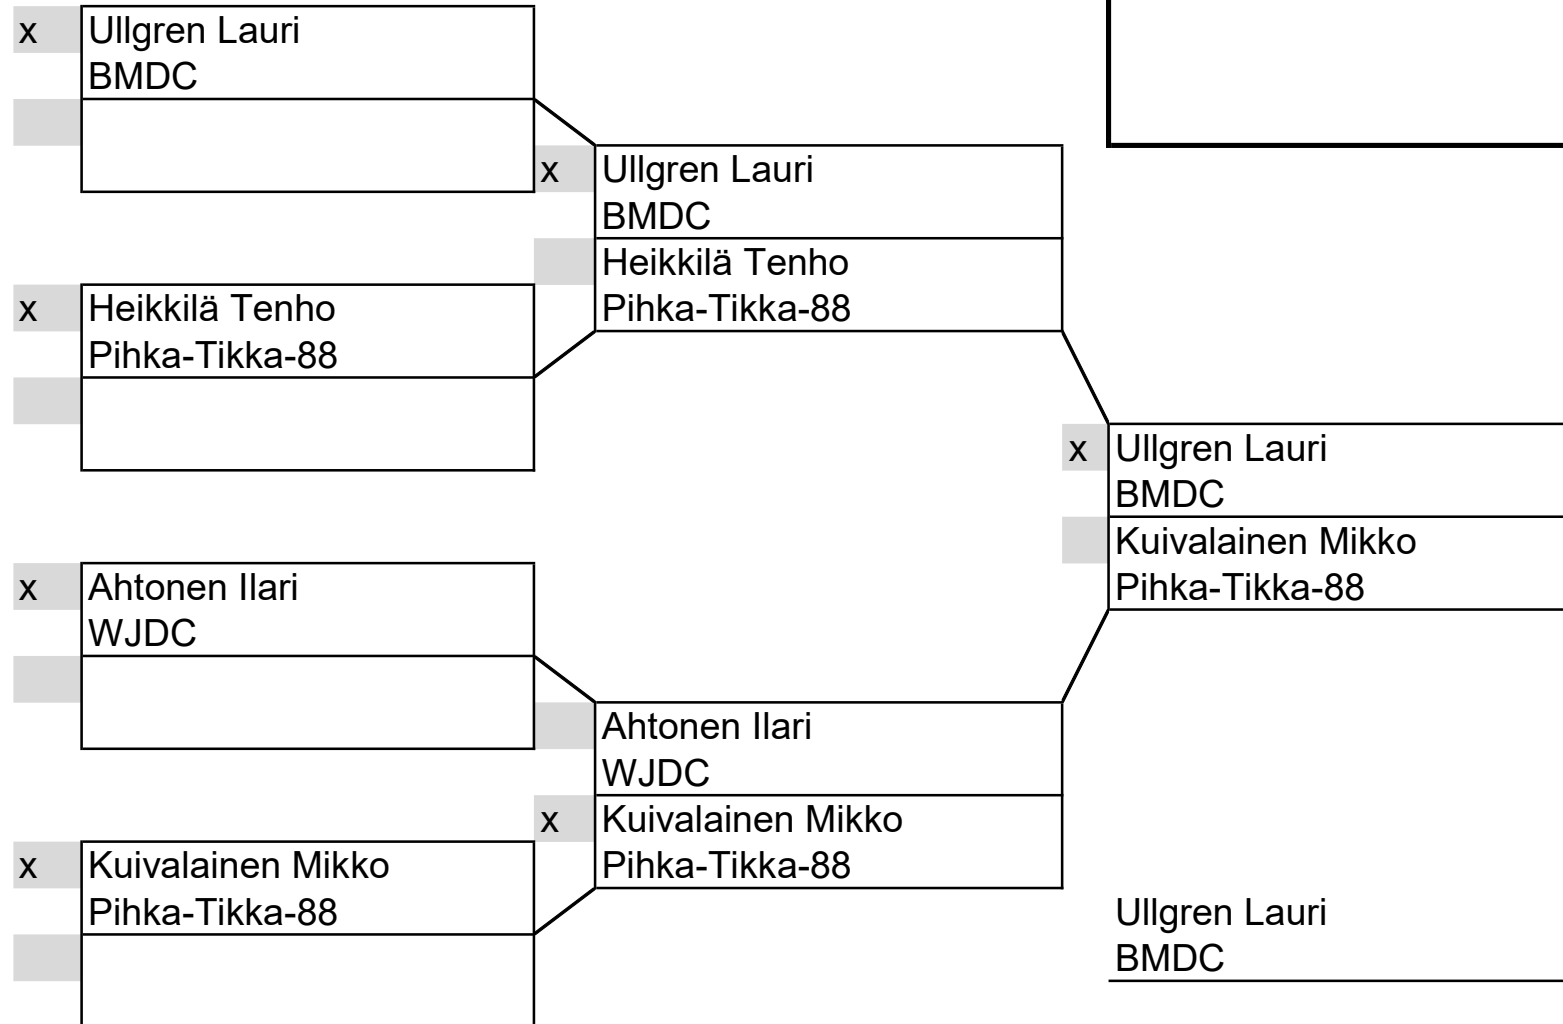 x Ullgren Lauri
BMDC
x Heikkilä Tenho
Pihka-Tikka-88
x Ahtonen Ilari
WJDC
x Kuivalainen Mikko
Pihka-Tikka-88
x Ullgren Lauri
BMDC
Heikkilä Tenho
Pihka-Tikka-88
Ahtonen Ilari
WJDC
x Kuivalainen Mikko
Pihka-Tikka-88
x Ullgren Lauri
BMDC
Kuivalainen Mikko
Pihka-Tikka-88
Ullgren Lauri
BMDC